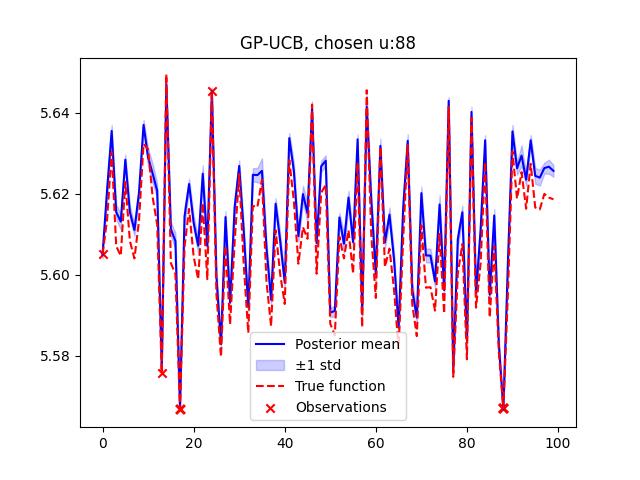 GP-UCB, chosen u:88
5.64
5.62
5.60
5.58
Posterior mean
±1 std
True function
Observations
0 20 40 60 80 100